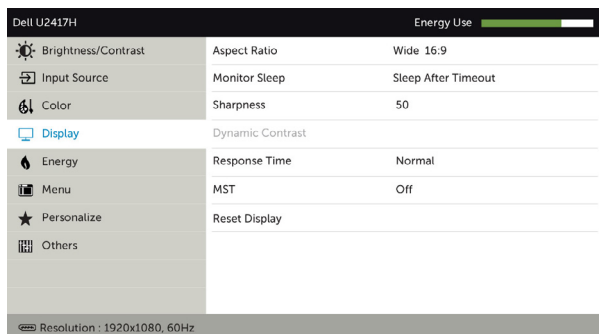 Dell U2417H Energy Use
Brightness/Contrast Aspect Ratio Wide 16:9
Input Source Monitor Sleep Sleep After Timeout
Color Sharpness 50
Display Dynamic Contrast
Energy Response Time Normal
Menu MST Off
Personalize Reset Display
Others
Resolution : 1920x1080, 60Hz